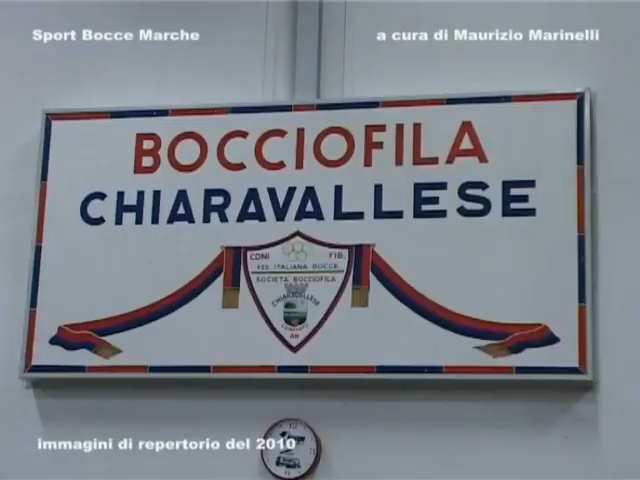 Sport Bocce Marche
a cura di Maurizio Marinelli
BOCCIOFILA
CHIARAVALLESE
CONI FIB.
FED ITALIANA BOCCE
SOCIETÀ BOCCIOFILA
CHIARAVALLESE
AN
immagini di repertorio del 2010